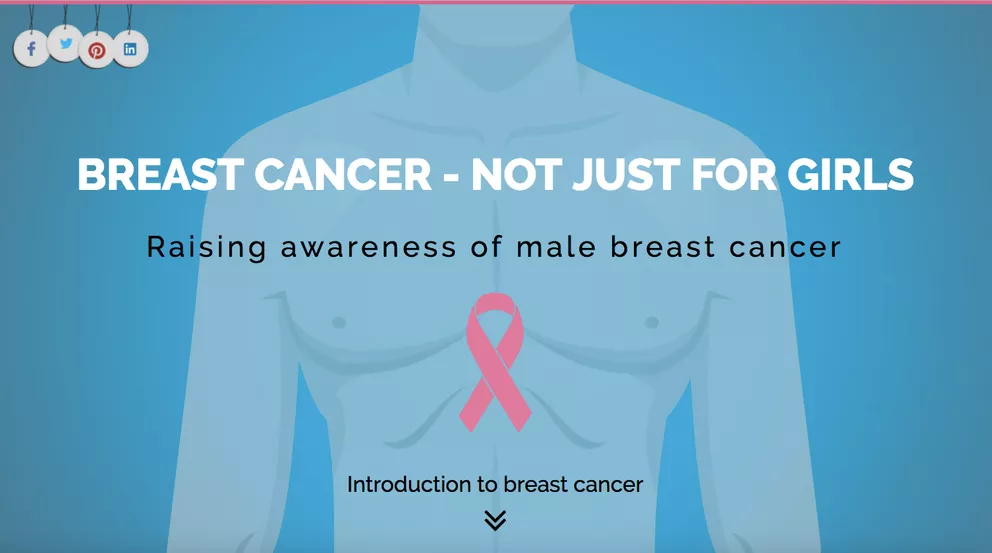 BREAST CANCER - NOT JUST FOR GIRLS
Raising awareness of male breast cancer
Introduction to breast cancer